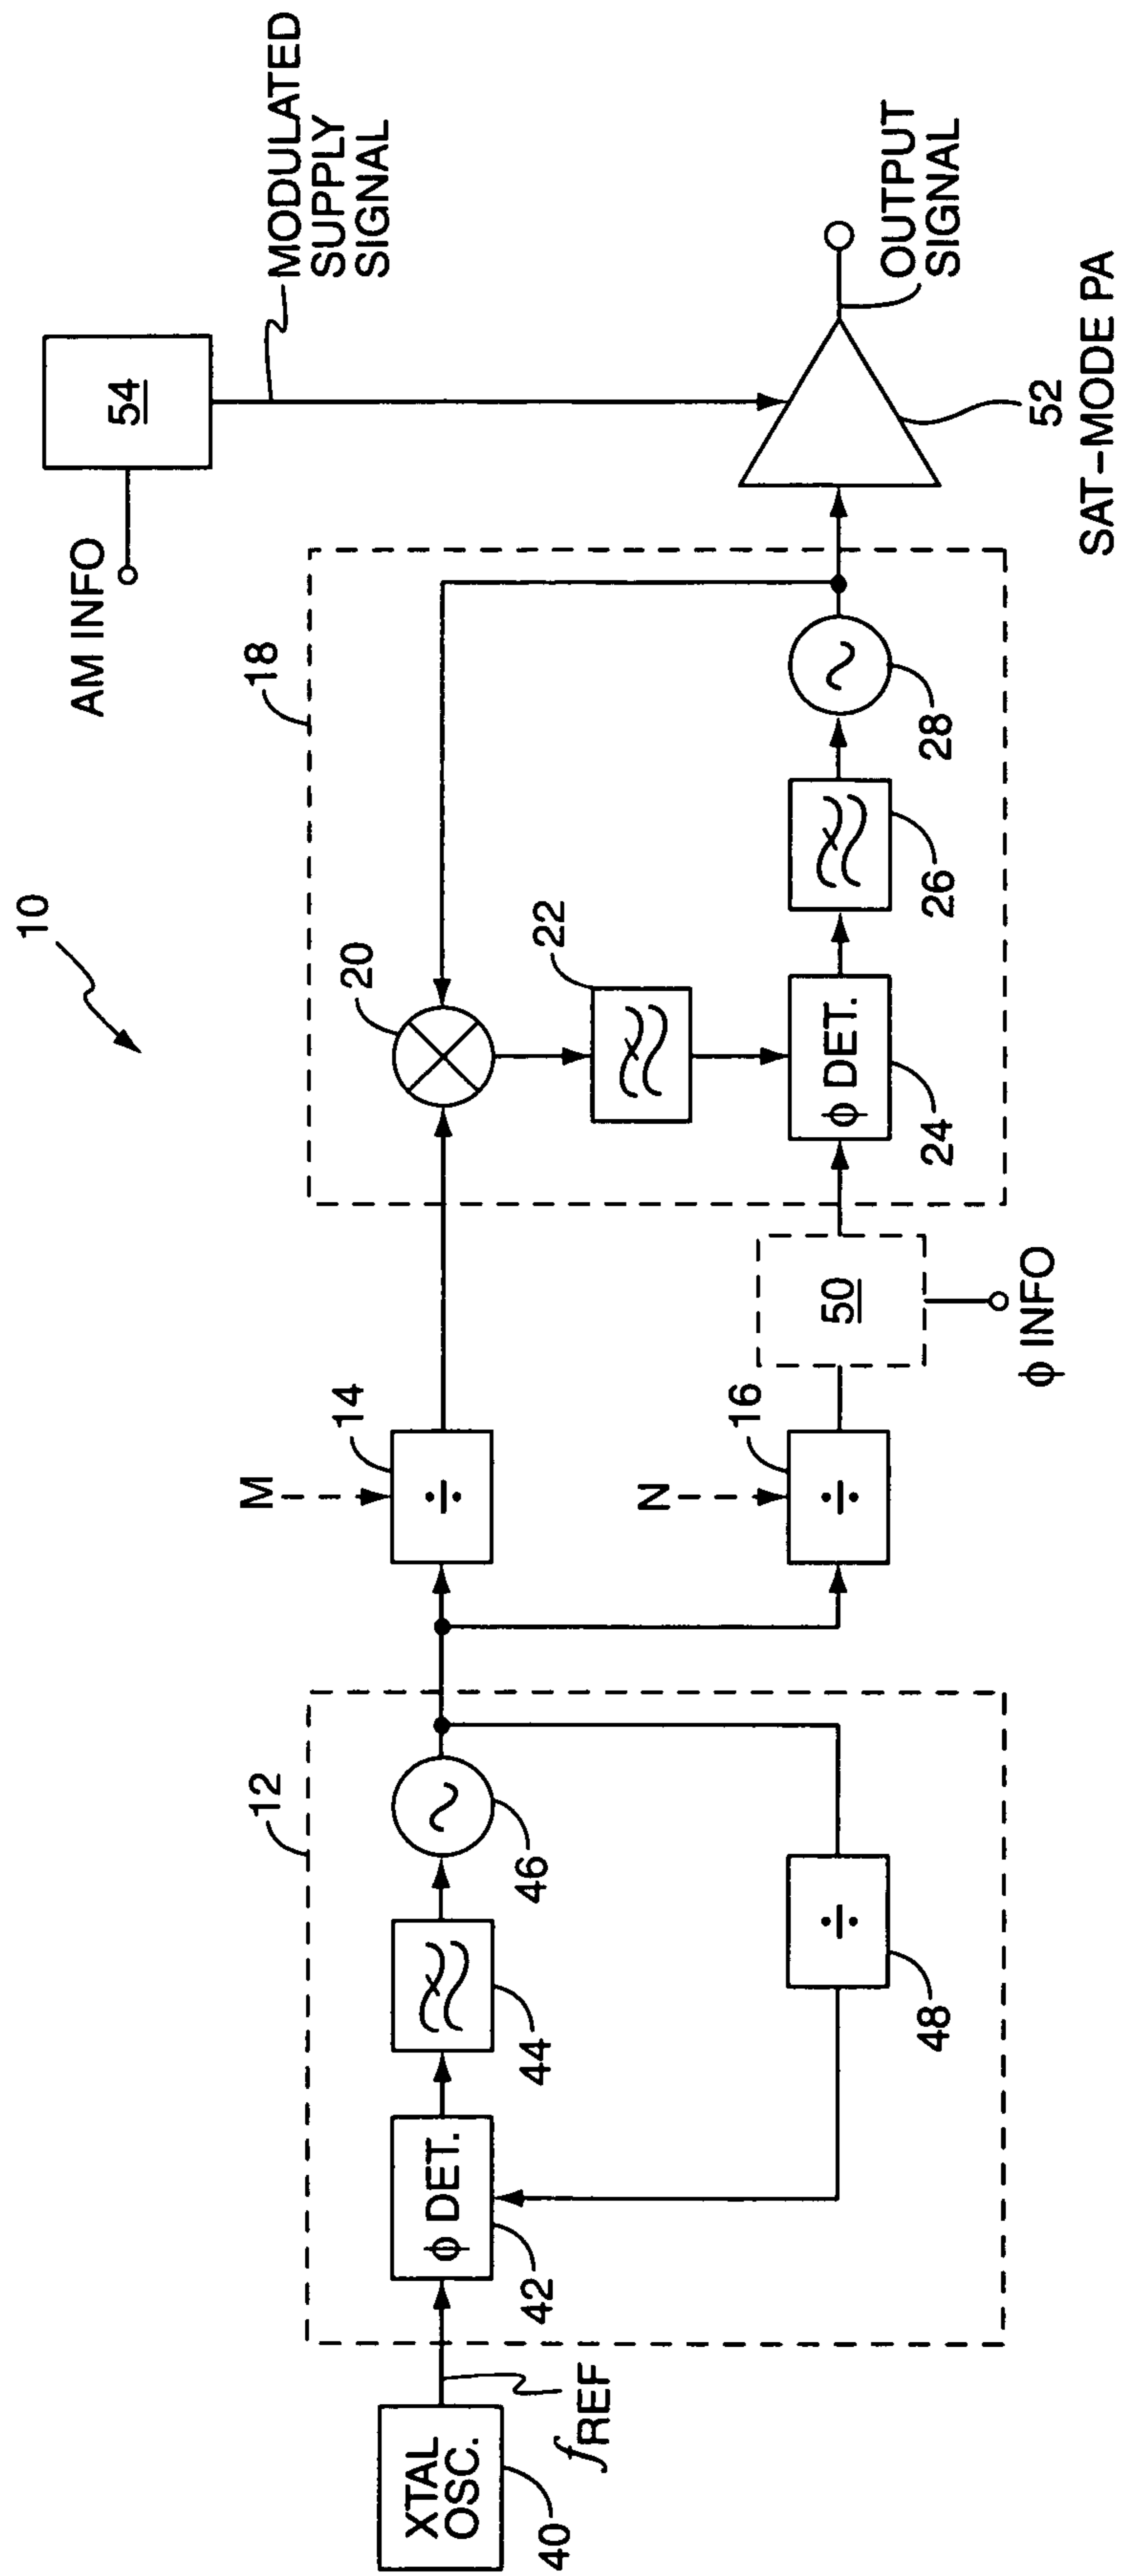 10
AM INFO
54
MODULATED
SUPPLY
SIGNAL
12
18
M
14
20
22
XTAL
OSC.
40
fREF
ϕ DET.
42
44
46
48
N
16
50
ϕ INFO
ϕ DET.
24
26
28
OUTPUT
SIGNAL
52
SAT-MODE PA